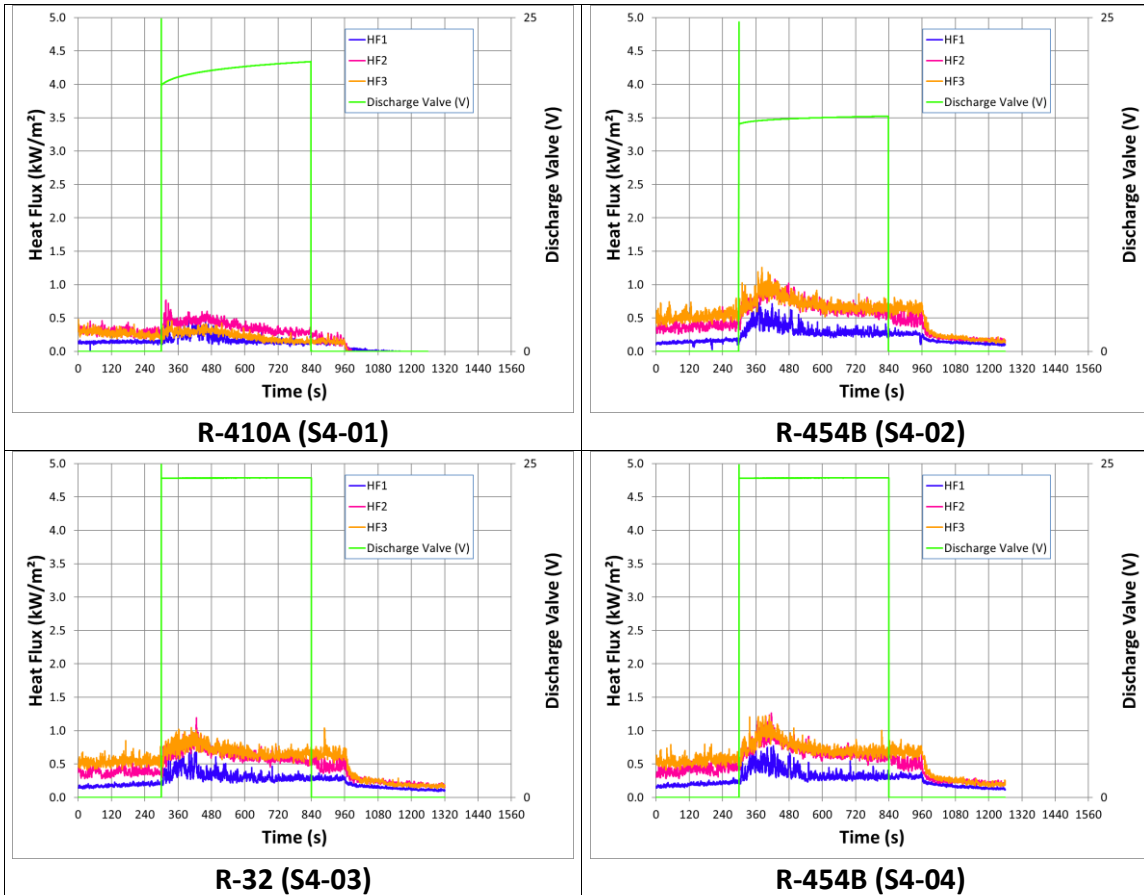 5.0
4.5
4.0
3.5
3.0
2.5
2.0
1.5
1.0
0.5
0.0
Heat Flux (kW/m²)
25
0
Discharge Valve (V)
HF1
HF2
HF3
Discharge Valve (V)
0 120 240 360 480 600 720 840 960 1080 1200 1320 1440 1560
Time (s)
R-410A (S4-01)
5.0
4.5
4.0
3.5
3.0
2.5
2.0
1.5
1.0
0.5
0.0
Heat Flux (kW/m²)
25
0
Discharge Valve (V)
HF1
HF2
HF3
Discharge Valve (V)
0 120 240 360 480 600 720 840 960 1080 1200 1320 1440 1560
Time (s)
R-454B (S4-02)
5.0
4.5
4.0
3.5
3.0
2.5
2.0
1.5
1.0
0.5
0.0
Heat Flux (kW/m²)
25
0
Discharge Valve (V)
HF1
HF2
HF3
Discharge Valve (V)
0 120 240 360 480 600 720 840 960 1080 1200 1320 1440 1560
Time (s)
R-32 (S4-03)
5.0
4.5
4.0
3.5
3.0
2.5
2.0
1.5
1.0
0.5
0.0
Heat Flux (kW/m²)
25
0
Discharge Valve (V)
HF1
HF2
HF3
Discharge Valve (V)
0 120 240 360 480 600 720 840 960 1080 1200 1320 1440 1560
Time (s)
R-454B (S4-04)